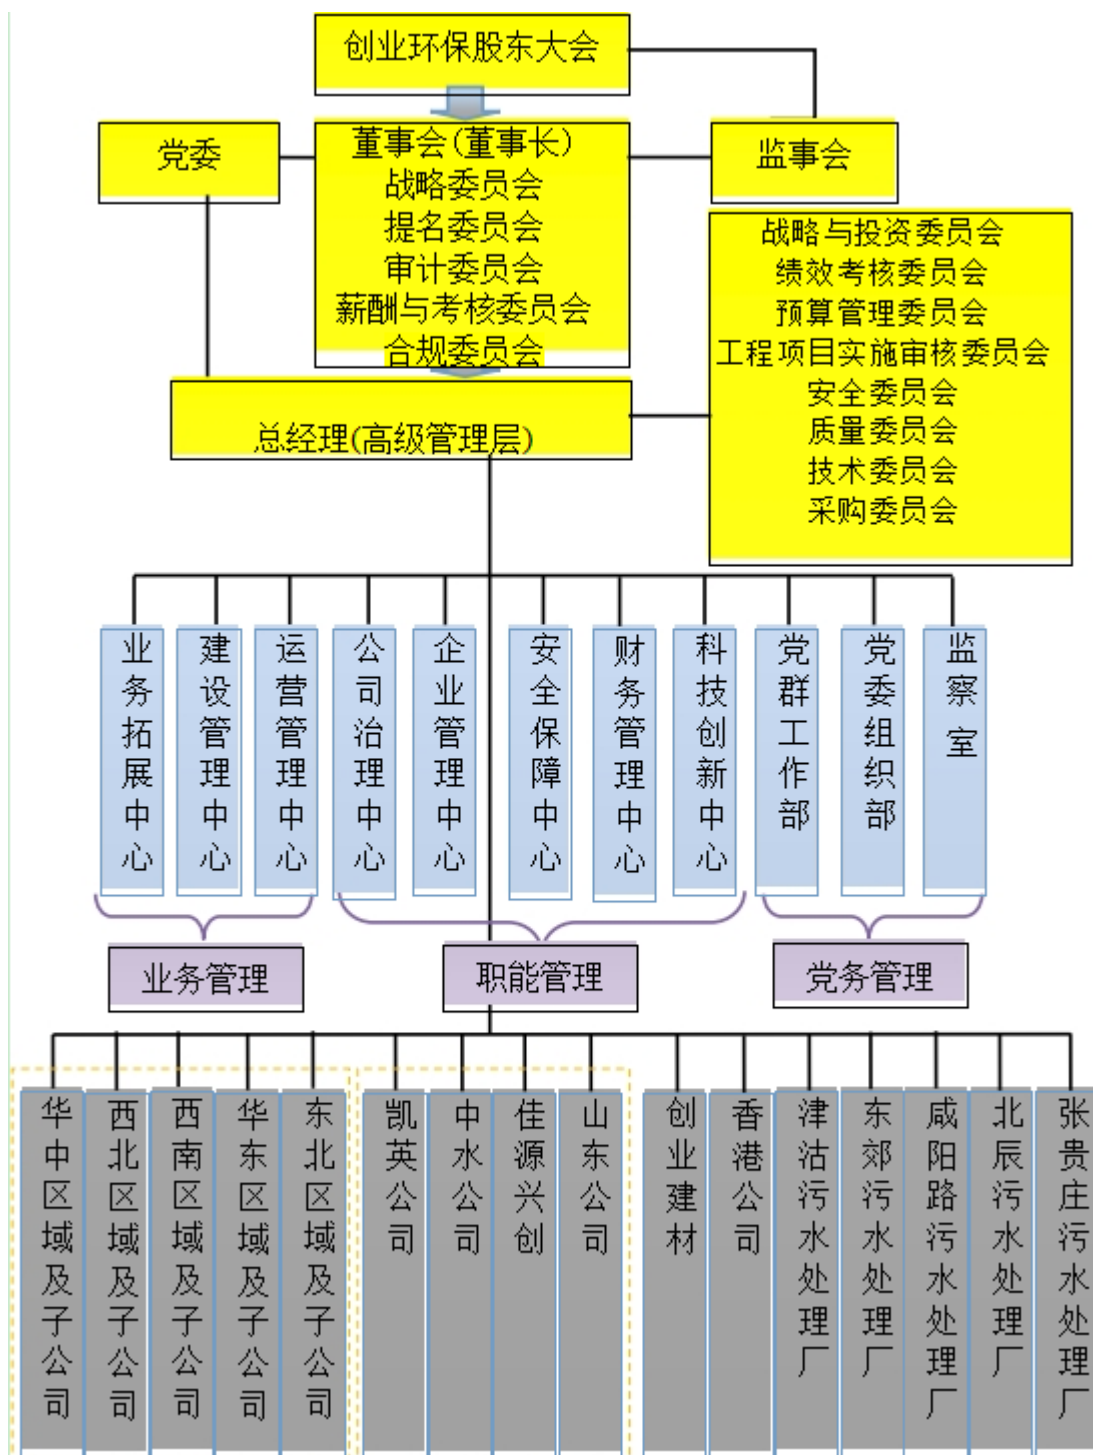 创业环保股东大会
党委
董事会(董事长)
战略委员会
提名委员会
审计委员会
薪酬与考核委员会
合规委员会
监事会
战略与投资委员会
绩效考核委员会
预算管理委员会
工程项目实施审核委员会
安全委员会
质量委员会
技术委员会
采购委员会
总经理(高级管理层)
业务拓展中心
建设管理中心
运营管理中心
公司治理中心
企业管理中心
安全保障中心
财务管理中心
科技创新中心
党群工作部
党委组织部
监察室
业务管理
职能管理
党务管理
华中区域及子公司
西北区域及子公司
西南区域及子公司
华东区域及子公司
东北区域及子公司
凯英公司
中水公司
佳源兴创
山东公司
创业建材
香港公司
津沽污水处理厂
东郊污水处理厂
咸阳路污水处理厂
北辰污水处理厂
张贵庄污水处理厂